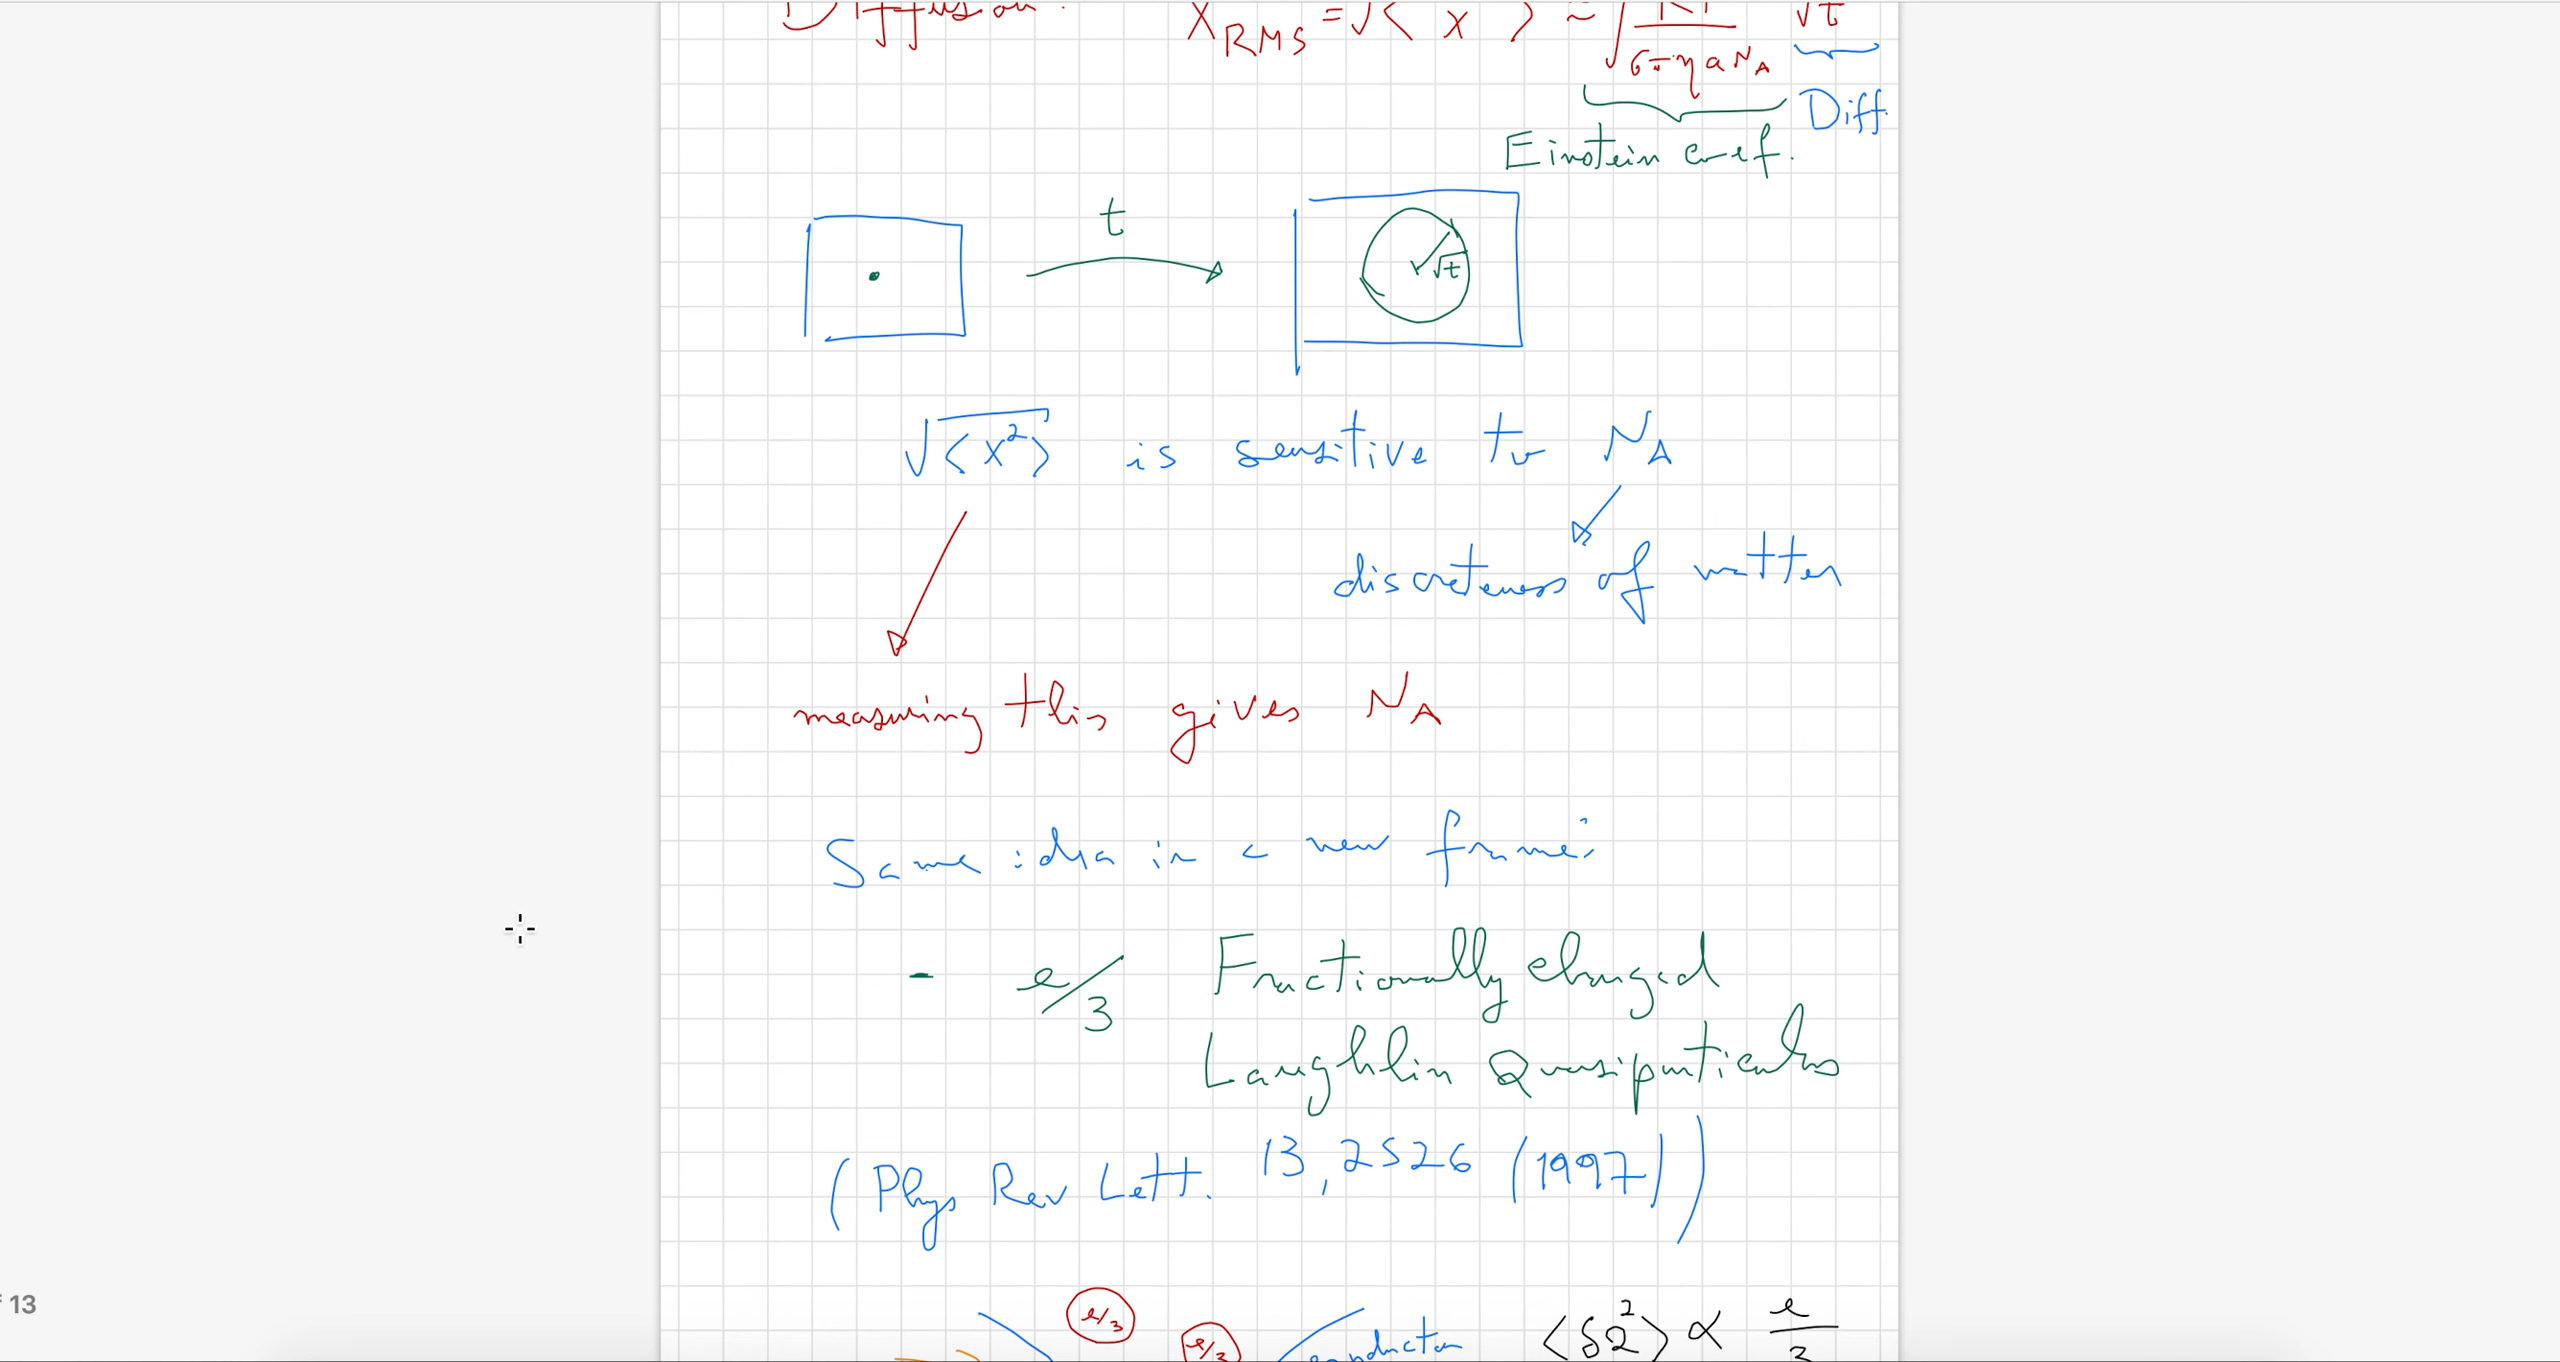 Diffusion: X_RMS = √⟨x⟩ ~ √(RT / 6πηaN_A) √t
Diff.
Einstein coef.
t
√t
√⟨x²⟩ is sensitive to N_A
discreteness of matter
measuring this gives N_A
Same idea in a new frame:
- e/3 Fractionally charged
Laughlin Quasiparticles
(Phys Rev Lett. 13, 2526 (1997))
e/3
e/3
conductor
⟨δQ²⟩ ∝ e/3
f 13